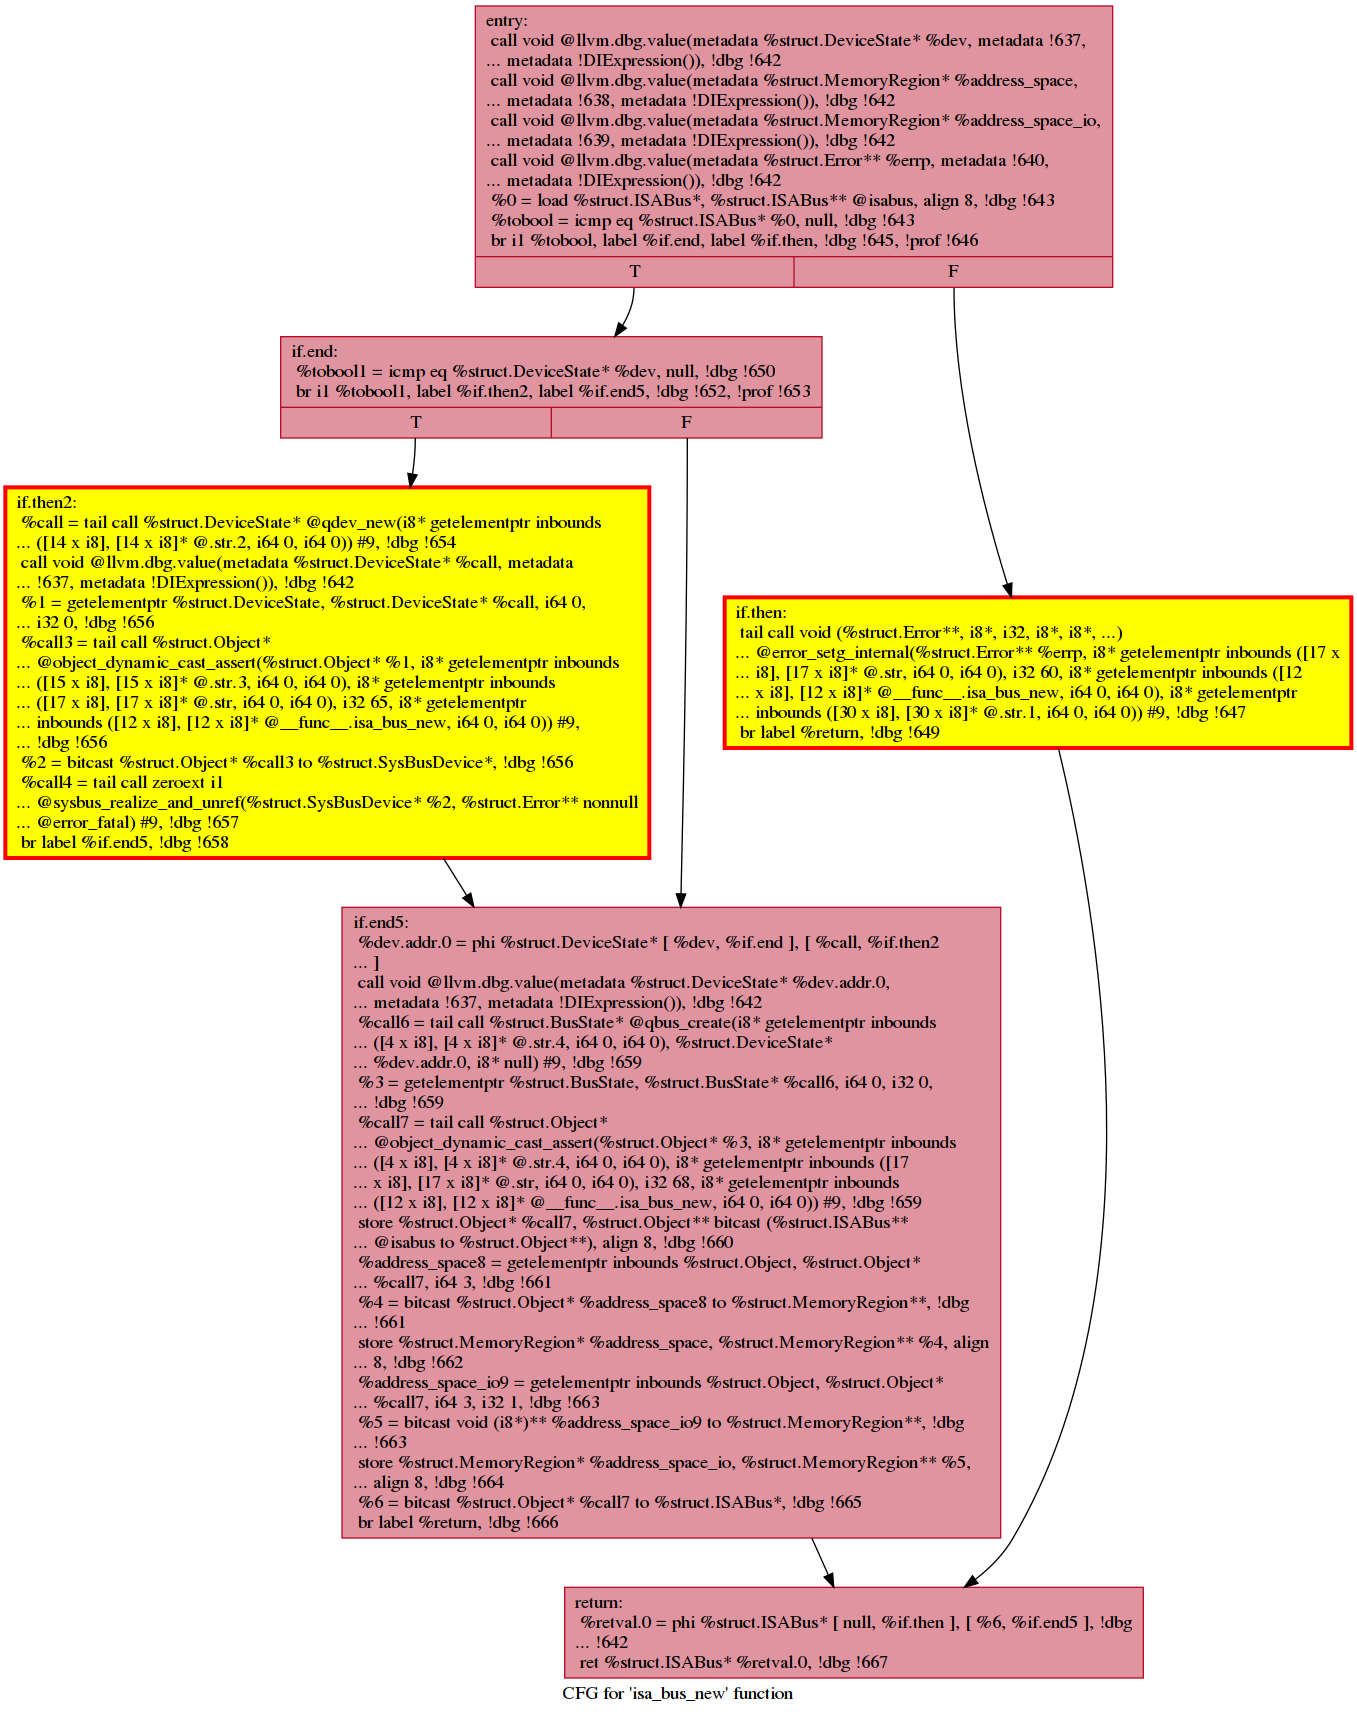 entry:
call void @llvm.dbg.value(metadata %struct.DeviceState* %dev, metadata !637,
... metadata !DIExpression()), !dbg !642
call void @llvm.dbg.value(metadata %struct.MemoryRegion* %address_space,
... metadata !638, metadata !DIExpression()), !dbg !642
call void @llvm.dbg.value(metadata %struct.MemoryRegion* %address_space_io,
... metadata !639, metadata !DIExpression()), !dbg !642
call void @llvm.dbg.value(metadata %struct.Error** %errp, metadata !640,
... metadata !DIExpression()), !dbg !642
%0 = load %struct.ISABus*, %struct.ISABus** @isabus, align 8, !dbg !643
%tobool = icmp eq %struct.ISABus* %0, null, !dbg !643
br i1 %tobool, label %if.end, label %if.then, !dbg !645, !prof !646
T
F
if.end:
%tobool1 = icmp eq %struct.DeviceState* %dev, null, !dbg !650
br i1 %tobool1, label %if.then2, label %if.end5, !dbg !652, !prof !653
T
F
if.then2:
%call = tail call %struct.DeviceState* @qdev_new(i8* getelementptr inbounds
... ([14 x i8], [14 x i8]* @.str.2, i64 0, i64 0)) #9, !dbg !654
call void @llvm.dbg.value(metadata %struct.DeviceState* %call, metadata
... !637, metadata !DIExpression()), !dbg !642
%1 = getelementptr %struct.DeviceState, %struct.DeviceState* %call, i64 0,
... i32 0, !dbg !656
%call3 = tail call %struct.Object*
... @object_dynamic_cast_assert(%struct.Object* %1, i8* getelementptr inbounds
... ([15 x i8], [15 x i8]* @.str.3, i64 0, i64 0), i8* getelementptr inbounds
... ([17 x i8], [17 x i8]* @.str, i64 0, i64 0), i32 65, i8* getelementptr
... inbounds ([12 x i8], [12 x i8]* @__func__.isa_bus_new, i64 0, i64 0)) #9,
... !dbg !656
%2 = bitcast %struct.Object* %call3 to %struct.SysBusDevice*, !dbg !656
%call4 = tail call zeroext i1
... @sysbus_realize_and_unref(%struct.SysBusDevice* %2, %struct.Error** nonnull
... @error_fatal) #9, !dbg !657
br label %if.end5, !dbg !658
if.then:
tail call void (%struct.Error**, i8*, i32, i8*, i8*, ...)
... @error_setg_internal(%struct.Error** %errp, i8* getelementptr inbounds ([17 x
... i8], [17 x i8]* @.str, i64 0, i64 0), i32 60, i8* getelementptr inbounds ([12
... x i8], [12 x i8]* @__func__.isa_bus_new, i64 0, i64 0), i8* getelementptr
... inbounds ([30 x i8], [30 x i8]* @.str.1, i64 0, i64 0)) #9, !dbg !647
br label %return, !dbg !649
if.end5:
%dev.addr.0 = phi %struct.DeviceState* [ %dev, %if.end ], [ %call, %if.then2
... ]
call void @llvm.dbg.value(metadata %struct.DeviceState* %dev.addr.0,
... metadata !637, metadata !DIExpression()), !dbg !642
%call6 = tail call %struct.BusState* @qbus_create(i8* getelementptr inbounds
... ([4 x i8], [4 x i8]* @.str.4, i64 0, i64 0), %struct.DeviceState*
... %dev.addr.0, i8* null) #9, !dbg !659
%3 = getelementptr %struct.BusState, %struct.BusState* %call6, i64 0, i32 0,
... !dbg !659
%call7 = tail call %struct.Object*
... @object_dynamic_cast_assert(%struct.Object* %3, i8* getelementptr inbounds
... ([4 x i8], [4 x i8]* @.str.4, i64 0, i64 0), i8* getelementptr inbounds ([17
... x i8], [17 x i8]* @.str, i64 0, i64 0), i32 68, i8* getelementptr inbounds
... ([12 x i8], [12 x i8]* @__func__.isa_bus_new, i64 0, i64 0)) #9, !dbg !659
store %struct.Object* %call7, %struct.Object** bitcast (%struct.ISABus**
... @isabus to %struct.Object**), align 8, !dbg !660
%address_space8 = getelementptr inbounds %struct.Object, %struct.Object*
... %call7, i64 3, !dbg !661
%4 = bitcast %struct.Object* %address_space8 to %struct.MemoryRegion**, !dbg
... !661
store %struct.MemoryRegion* %address_space, %struct.MemoryRegion** %4, align
... 8, !dbg !662
%address_space_io9 = getelementptr inbounds %struct.Object, %struct.Object*
... %call7, i64 3, i32 1, !dbg !663
%5 = bitcast void (i8*)** %address_space_io9 to %struct.MemoryRegion**, !dbg
... !663
store %struct.MemoryRegion* %address_space_io, %struct.MemoryRegion** %5,
... align 8, !dbg !664
%6 = bitcast %struct.Object* %call7 to %struct.ISABus*, !dbg !665
br label %return, !dbg !666
return:
%retval.0 = phi %struct.ISABus* [ null, %if.then ], [ %6, %if.end5 ], !dbg
... !642
ret %struct.ISABus* %retval.0, !dbg !667
CFG for 'isa_bus_new' function